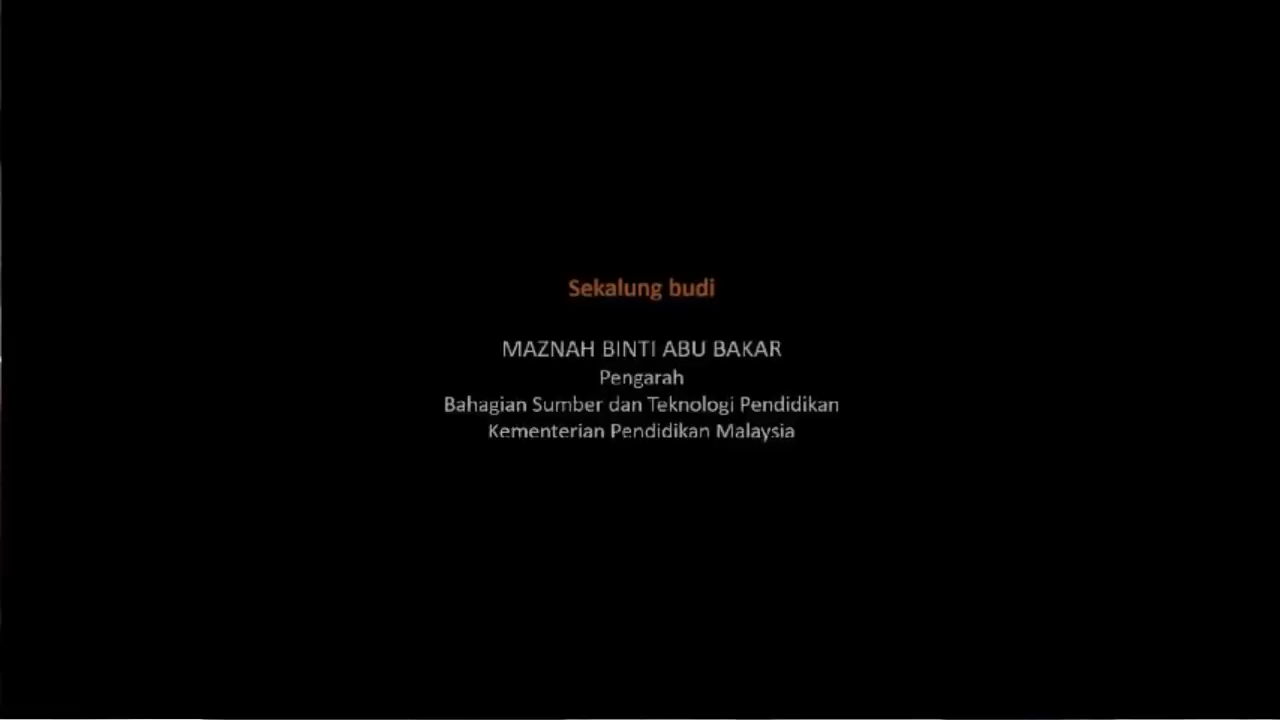 Sekalung budi
MAZNAH BINTI ABU BAKAR
Pengarah
Bahagian Sumber dan Teknologi Pendidikan
Kementerian Pendidikan Malaysia